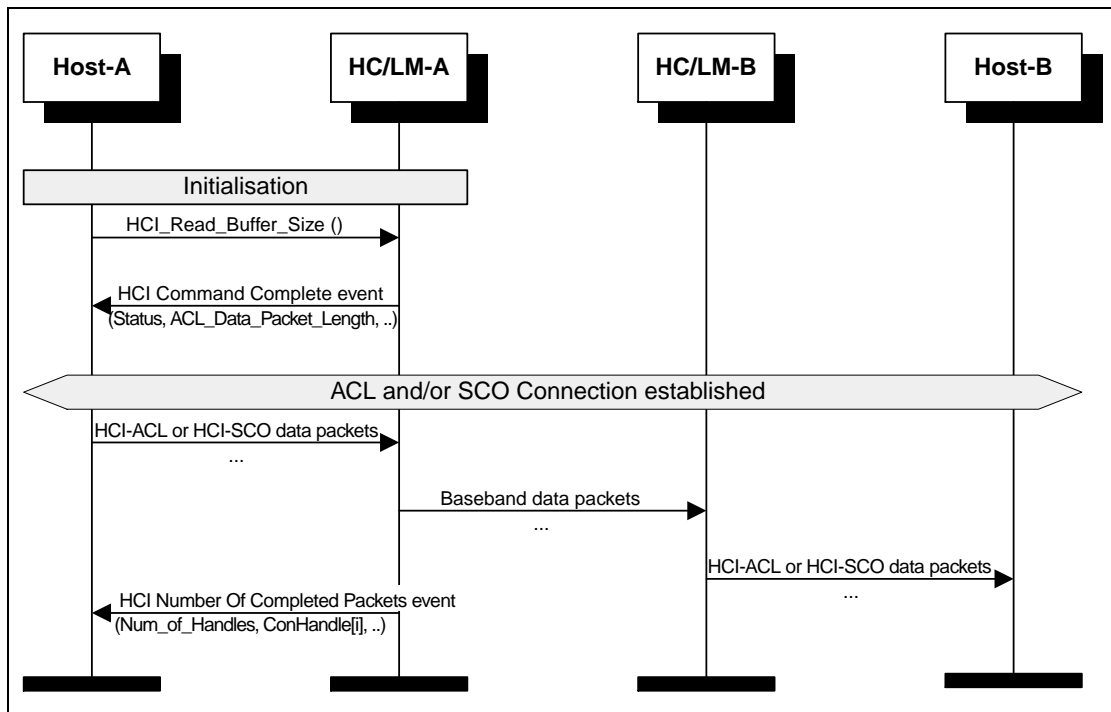 Host-A
HC/LM-A
HC/LM-B
Host-B
Initialisation
HCI_Read_Buffer_Size ()
HCI Command Complete event
(Status, ACL_Data_Packet_Length, ..)
ACL and/or SCO Connection established
HCI-ACL or HCI-SCO data packets
...
Baseband data packets
...
HCI-ACL or HCI-SCO data packets
...
HCI Number Of Completed Packets event
(Num_of_Handles, ConHandle[i], ..)